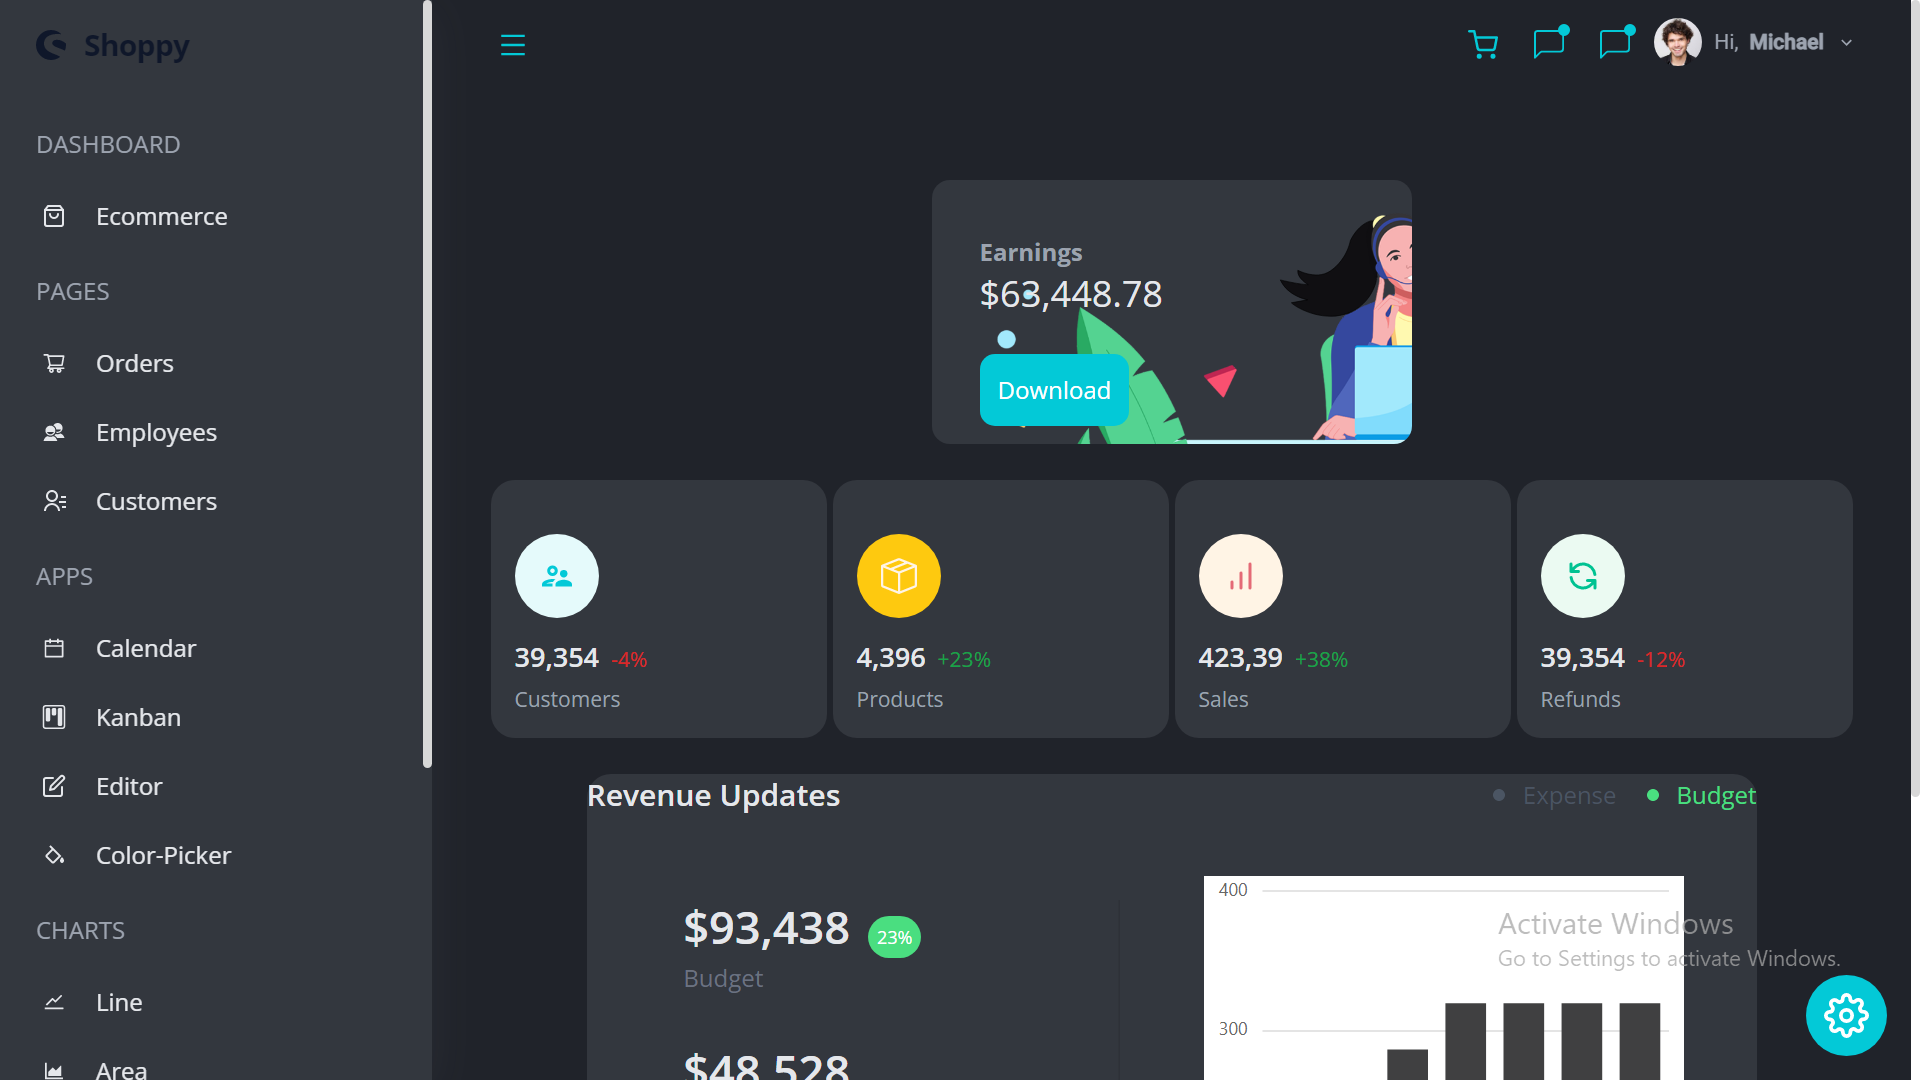 Shoppy
DASHBOARD
Ecommerce
PAGES
Orders
Employees
Customers
APPS
Calendar
Kanban
Editor
Color-Picker
CHARTS
Line
Area
Hi, Michael
Earnings
$63,448.78
Download
39,354 -4%
Customers
4,396 +23%
Products
423,39 +38%
Sales
39,354 -12%
Refunds
Revenue Updates
Expense
Budget
$93,438 23%
Budget
$48,528
400
300
Activate Windows
Go to Settings to activate Windows.